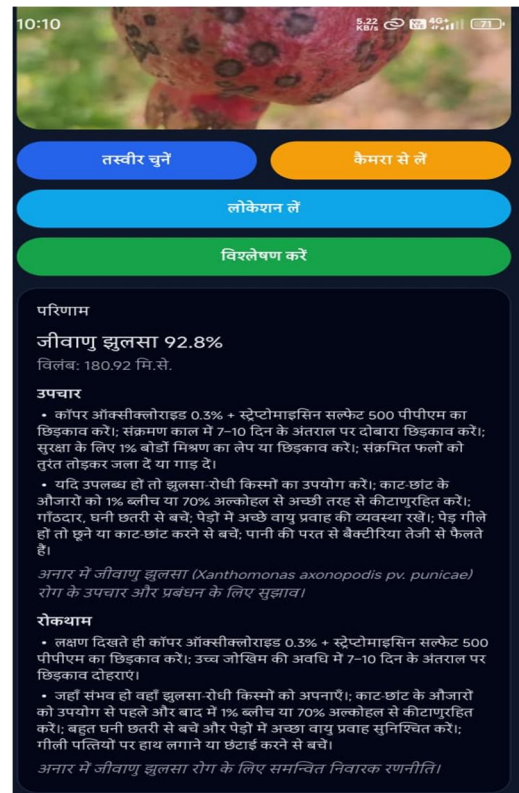 10:10 5.22 KB/s 4G+ 71
तस्वीर चुनें कैमरा से लें
लोकेशन लें
विश्लेषण करें
परिणाम
जीवाणु झुलसा 92.8%
विलंब: 180.92 मि.से.
उपचार
• कॉपर ऑक्सीक्लोराइड 0.3% + स्ट्रेप्टोमाइसिन सल्फेट 500 पीपीएम का
छिड़काव करें।; संक्रमण काल में 7-10 दिन के अंतराल पर दोबारा छिड़काव करें।;
सुरक्षा के लिए 1% बोर्डो मिश्रण का लेप या छिड़काव करें।; संक्रमित फलों को
तुरंत तोड़कर जला दें या गाड़ दें।
• यदि उपलब्ध हों तो झुलसा-रोधी किस्मों का उपयोग करें।; काट-छांट के
औजारों को 1% ब्लीच या 70% अल्कोहल से अच्छी तरह से कीटाणुरहित करें।;
गाँठदार, घनी छतरी से बचें; पेड़ों में अच्छे वायु प्रवाह की व्यवस्था रखें।; पेड़ गीले
हों तो छूने या काट-छांट करने से बचें; पानी की परत से बैक्टीरिया तेजी से फैलते
हैं।
अनार में जीवाणु झुलसा (Xanthomonas axonopodis pv. punicae)
रोग के उपचार और प्रबंधन के लिए सुझाव।
रोकथाम
• लक्षण दिखते ही कॉपर ऑक्सीक्लोराइड 0.3% + स्ट्रेप्टोमाइसिन सल्फेट 500
पीपीएम का छिड़काव करें।; उच्च जोखिम की अवधि में 7-10 दिन के अंतराल पर
छिड़काव दोहराएं।
• जहाँ संभव हो वहाँ झुलसा-रोधी किस्मों को अपनाएँ।; काट-छांट के औजारों
को उपयोग से पहले और बाद में 1% ब्लीच या 70% अल्कोहल से कीटाणुरहित
करें।; बहुत घनी छतरी से बचें और पेड़ों में अच्छा वायु प्रवाह सुनिश्चित करें।;
गीली पत्तियों पर हाथ लगाने या छंटाई करने से बचें।
अनार में जीवाणु झुलसा रोग के लिए समन्वित निवारक रणनीति।